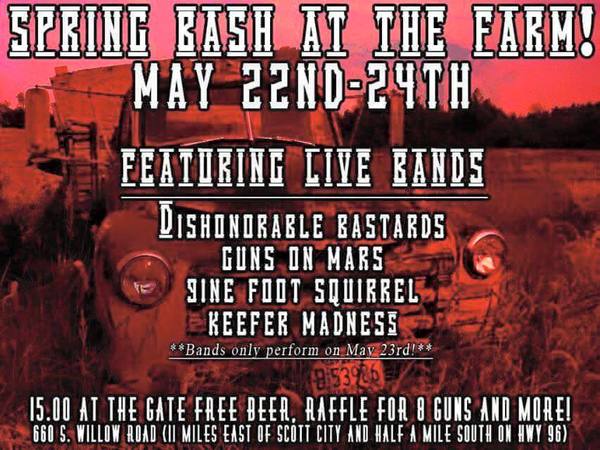 SPRING BASH AT THE FARM!
MAY 22ND-24TH
FEATURING LIVE BANDS
DISHONORABLE BASTARDS
GUNS ON MARS
9INE FOOT SQUIRREL
KEEFER MADNESS
**Bands only perform on May 23rd!**
15.00 AT THE GATE FREE BEER, RAFFLE FOR 8 GUNS AND MORE!
660 S. WILLOW ROAD (11 MILES EAST OF SCOTT CITY AND HALF A MILE SOUTH ON HWY 96)